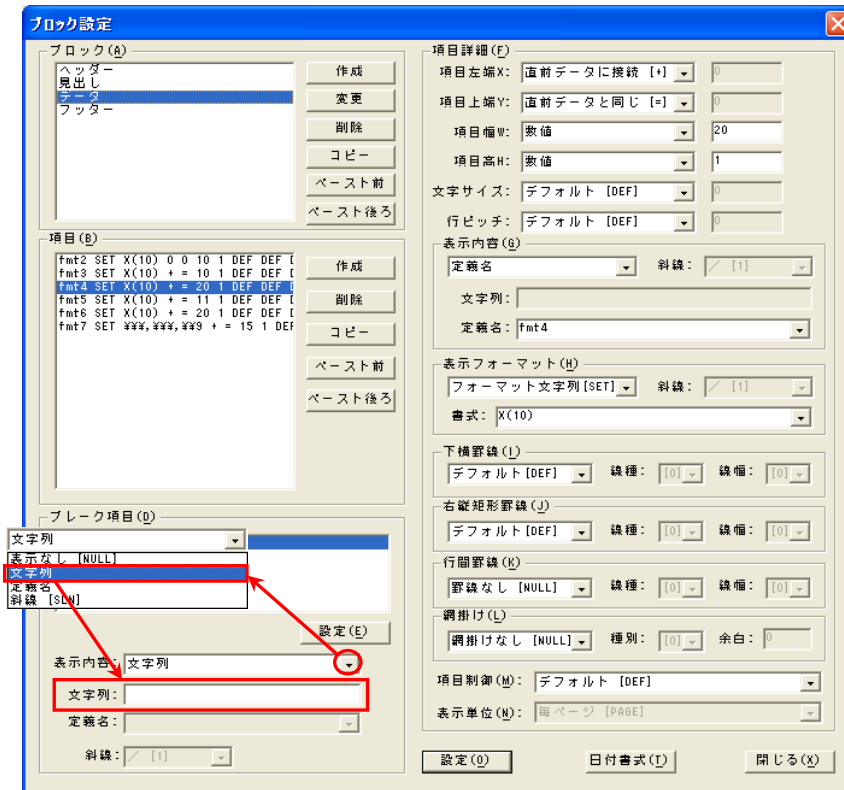 ブロック設定
ブロック(A)
ヘッダー
見出し
データ
フッター
作成
変更
削除
コピー
ペースト前
ペースト後ろ
項目(B)
fmt2 SET X(10) 0 0 10 1 DEF DEF
fmt3 SET X(10) + = 10 1 DEF DEF
fmt4 SET X(10) + = 20 1 DEF DEF
fmt5 SET X(10) + = 11 1 DEF DEF
fmt6 SET X(10) + = 20 1 DEF DEF
fmt7 SET ¥¥¥,¥¥¥,¥¥9 + = 15 1 DEF
作成
削除
コピー
ペースト前
ペースト後ろ
ブレーク項目(D)
文字列
表示なし [NULL]
文字列
定義名
斜線 [SLN]
設定(E)
表示内容: 文字列
文字列:
定義名:
斜線: ／ [1]
項目詳細(F)
項目左端X: 直前データに接続 [+] 0
項目上端Y: 直前データと同じ [=] 0
項目幅W: 数値 20
項目高H: 数値 1
文字サイズ: デフォルト [DEF] 0
行ピッチ: デフォルト [DEF] 0
表示内容(G)
定義名 斜線: ／ [1]
文字列:
定義名: fmt4
表示フォーマット(H)
フォーマット文字列[SET] 斜線: ／ [1]
書式: X(10)
下横罫線(I)
デフォルト[DEF] 線種: [0] 線幅: [0]
右縦矩形罫線(J)
デフォルト[DEF] 線種: [0] 線幅: [0]
行間罫線(K)
罫線なし [NULL] 線種: [0] 線幅: [0]
網掛け(L)
網掛けなし [NULL] 種別: [0] 余白: 0
項目制御(M): デフォルト [DEF]
表示単位(N): 毎ページ [PAGE]
設定(O) 日付書式(T) 閉じる(X)